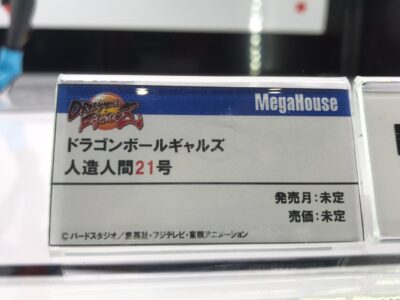 MegaHouse
DRAGONBALL
FIGHTERZ
ドラゴンボールギャルズ
人造人間21号
発売月:未定
売価:未定
©バードスタジオ/集英社・フジテレビ・東映アニメーション